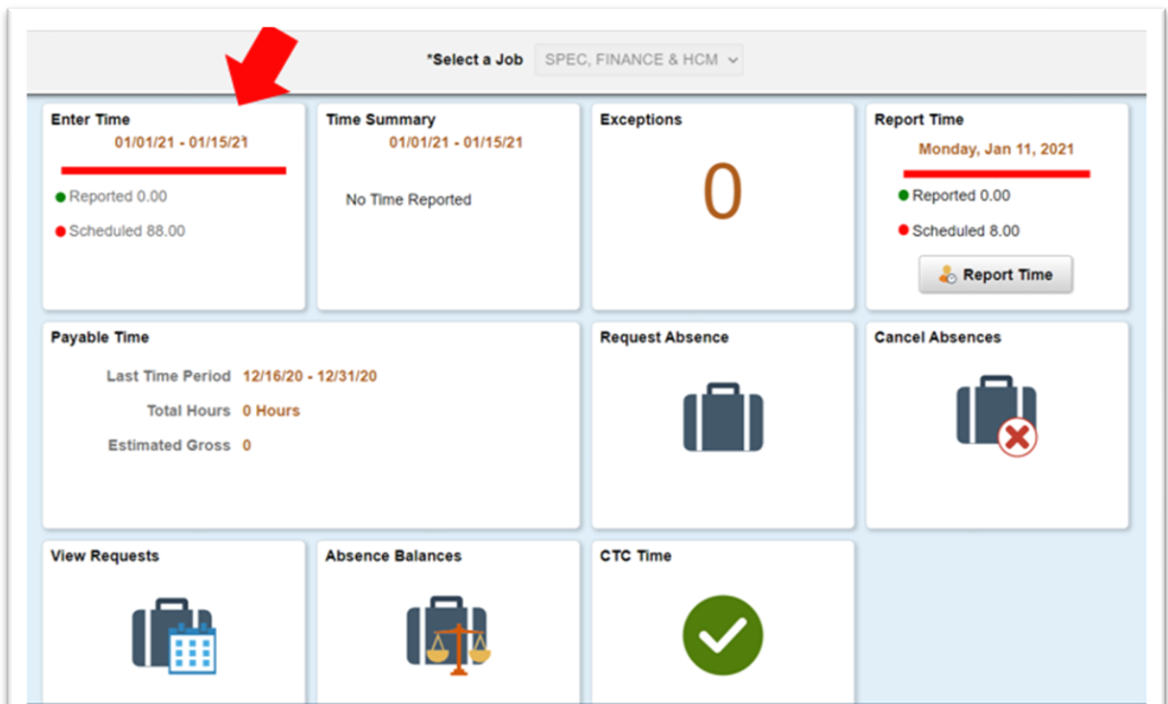 *Select a Job SPEC, FINANCE & HCM
Enter Time
01/01/21 - 01/15/21
Reported 0.00
Scheduled 88.00
Time Summary
01/01/21 - 01/15/21
No Time Reported
Exceptions
0
Report Time
Monday, Jan 11, 2021
Reported 0.00
Scheduled 8.00
Report Time
Payable Time
Last Time Period 12/16/20 - 12/31/20
Total Hours 0 Hours
Estimated Gross 0
Request Absence
Cancel Absences
View Requests
Absence Balances
CTC Time